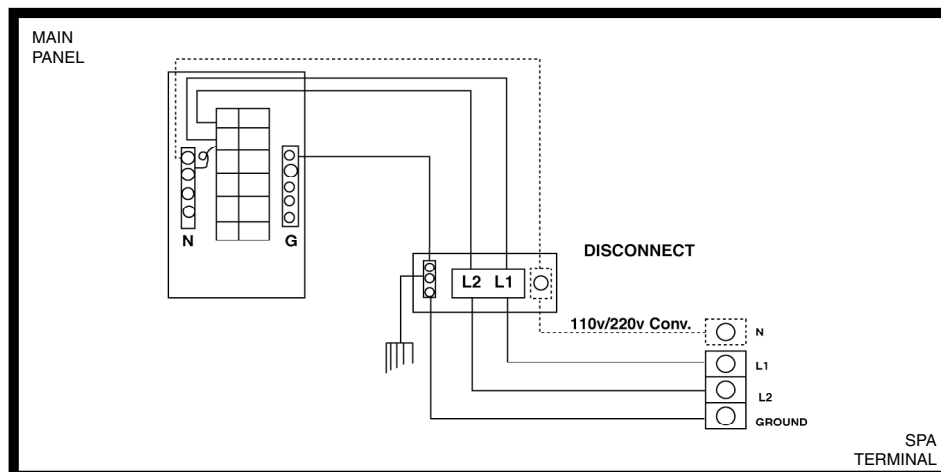 MAIN
PANEL
N
G
DISCONNECT
L2 L1
110v/220v Conv.
N
L1
L2
GROUND
SPA
TERMINAL